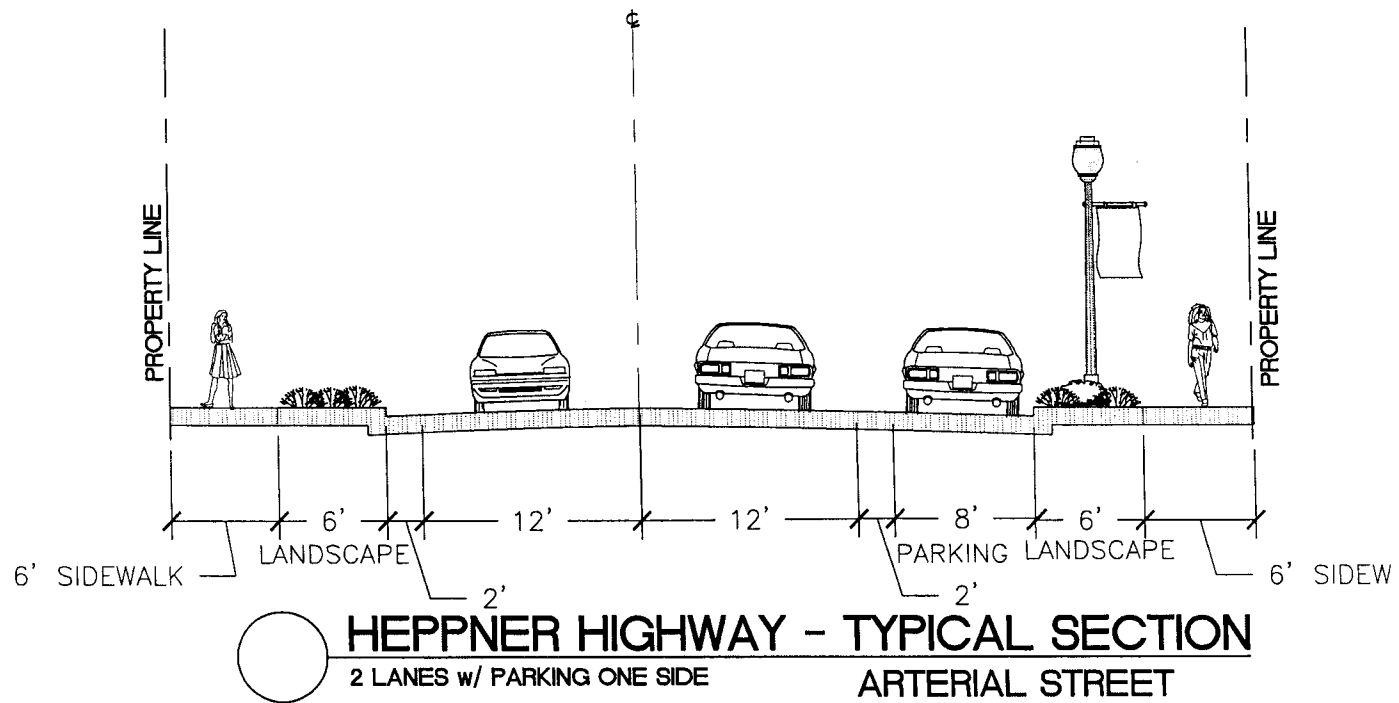 ℄
PROPERTY LINE
PROPERTY LINE
6' 12' 12' 8' 6'
LANDSCAPE PARKING LANDSCAPE
6' SIDEWALK 6' SIDEW
2' 2'
HEPPNER HIGHWAY - TYPICAL SECTION
2 LANES w/ PARKING ONE SIDE ARTERIAL STREET